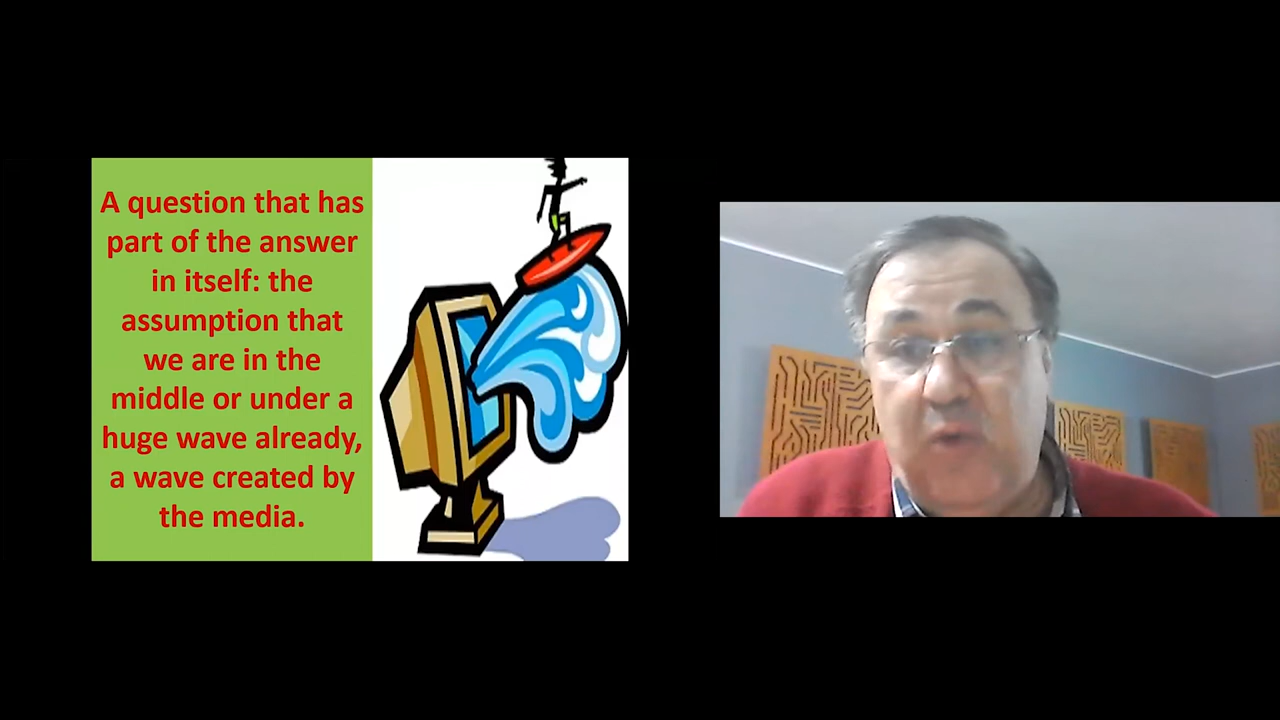 A question that has
part of the answer
in itself: the
assumption that
we are in the
middle or under a
huge wave already,
a wave created by
the media.